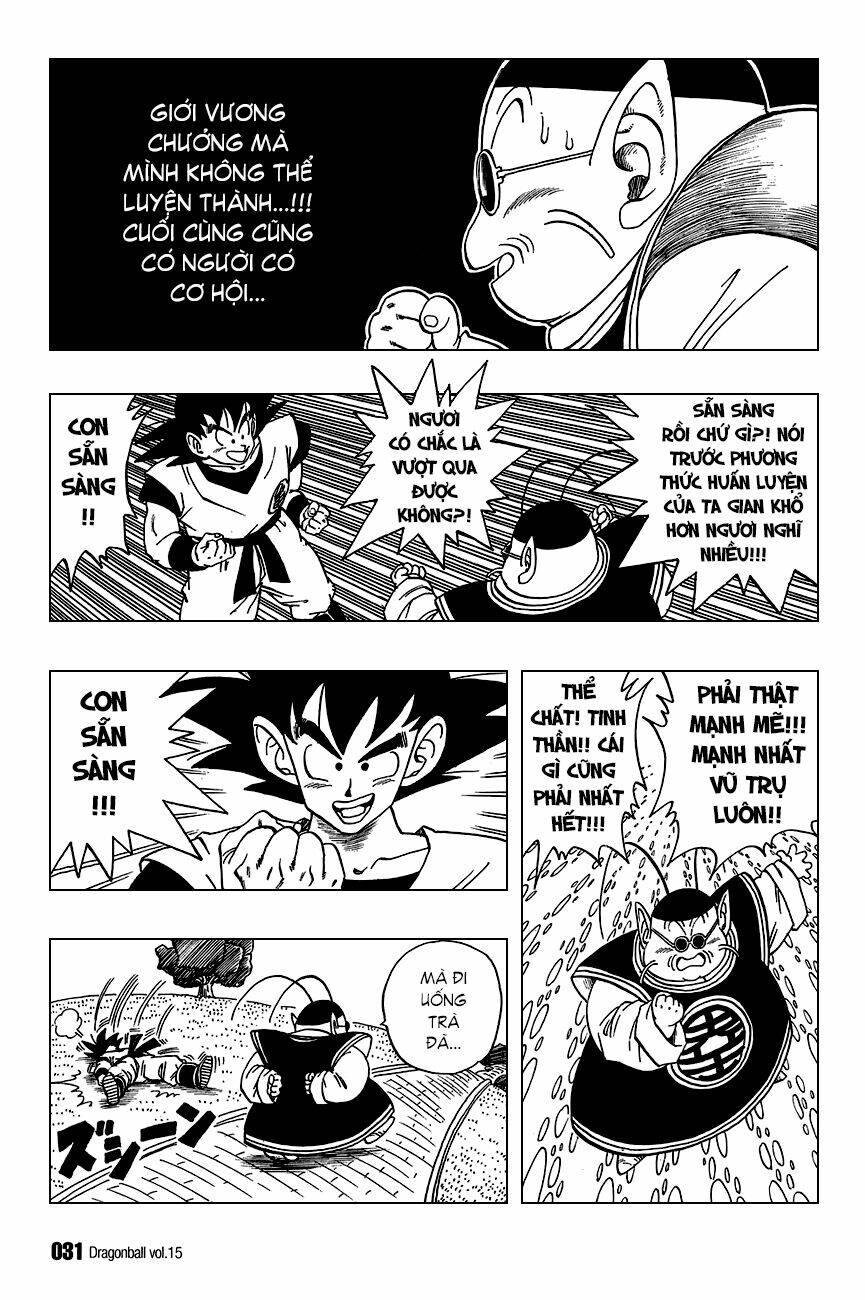 GIỚI VƯƠNG
CHƯỞNG MÀ
MÌNH KHÔNG THỂ
LUYỆN THÀNH...!!!
CUỐI CÙNG CŨNG
CÓ NGƯỜI CÓ
CƠ HỘI...
SẴN SÀNG
RỒI CHỨ GÌ?! NÓI
TRƯỚC PHƯƠNG
THỨC HUẤN LUYỆN
CỦA TA GIAN KHỔ
HƠN NGƯƠI NGHĨ
NHIỀU!!!
NGƯƠI
CÓ CHẮC LÀ
VƯỢT QUA
ĐƯỢC
KHÔNG?!
CON
SẴN
SÀNG
!!
PHẢI THẬT
MẠNH MẼ!!!
MẠNH NHẤT
VŨ TRỤ
LUÔN!!
THỂ
CHẤT! TINH
THẦN!! CÁI
GÌ CŨNG
PHẢI NHẤT
HẾT!!!
CON
SẴN
SÀNG
!!!
MÀ ĐI
UỐNG
TRÀ
ĐÃ...
ズシーン
031 Dragonball vol.15